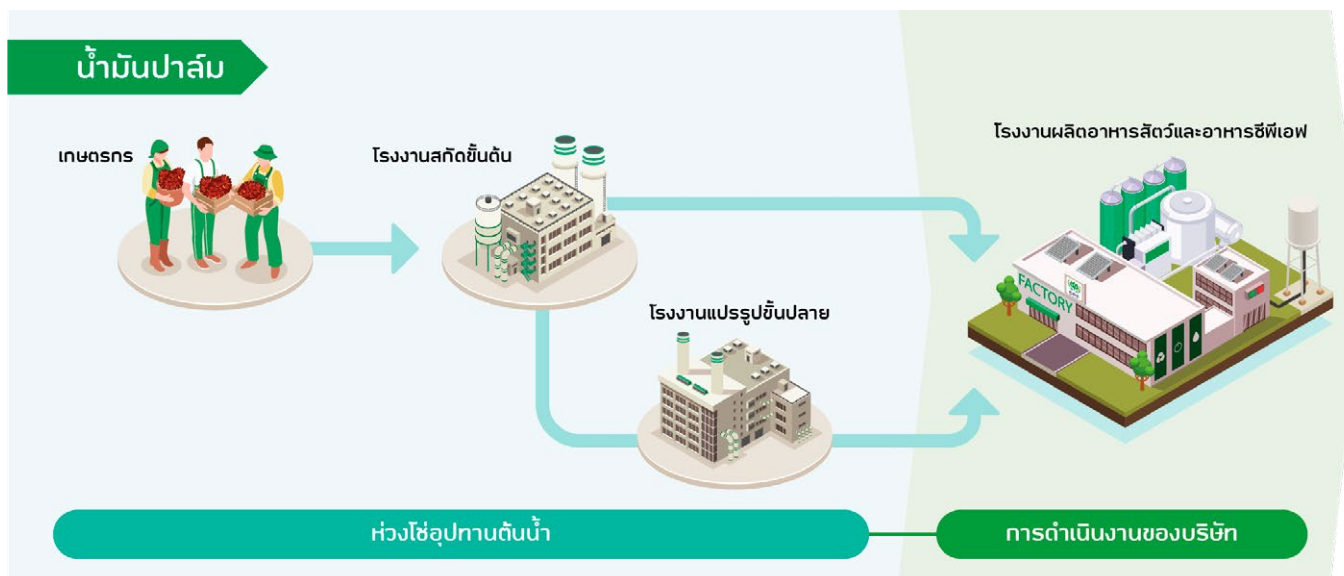 น้ำมันปาล์ม
เกษตรกร
โรงงานสกัดขั้นต้น
โรงงานแปรรูปขั้นปลาย
โรงงานผลิตอาหารสัตว์และอาหารซีพีเอฟ
FACTORY
ห่วงโซ่อุปทานต้นน้ำ
การดำเนินงานของบริษัท